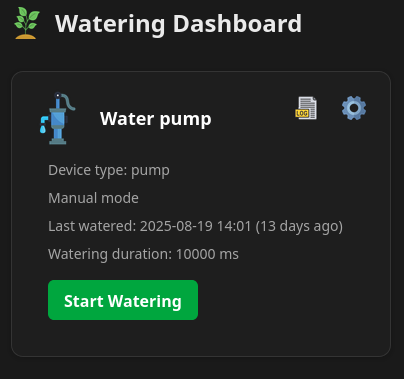 Watering Dashboard
Water pump
LOG
Device type: pump
Manual mode
Last watered: 2025-08-19 14:01 (13 days ago)
Watering duration: 10000 ms
Start Watering